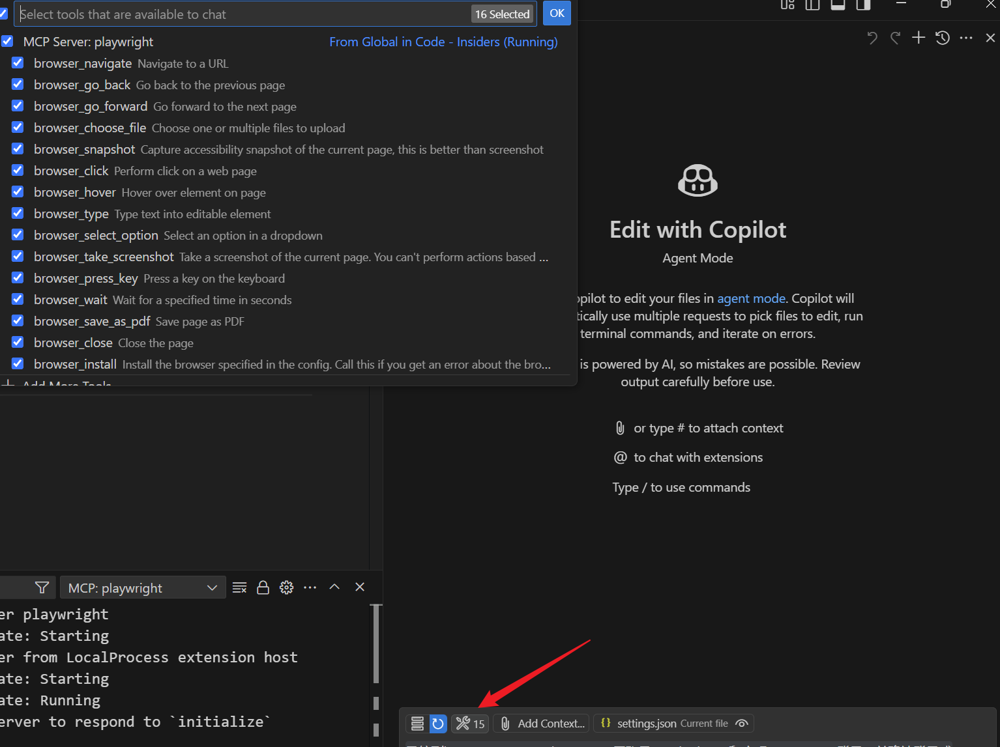 Select tools that are available to chat
16 Selected
OK
MCP Server: playwright
From Global in Code - Insiders (Running)
browser_navigate Navigate to a URL
browser_go_back Go back to the previous page
browser_go_forward Go forward to the next page
browser_choose_file Choose one or multiple files to upload
browser_snapshot Capture accessibility snapshot of the current page, this is better than screenshot
browser_click Perform click on a web page
browser_hover Hover over element on page
browser_type Type text into editable element
browser_select_option Select an option in a dropdown
browser_take_screenshot Take a screenshot of the current page. You can't perform actions based ...
browser_press_key Press a key on the keyboard
browser_wait Wait for a specified time in seconds
browser_save_as_pdf Save page as PDF
browser_close Close the page
browser_install Install the browser specified in the config. Call this if you get an error about the bro...
Add More Tools
Edit with Copilot
Agent Mode
opilot to edit your files in agent mode. Copilot will
tically use multiple requests to pick files to edit, run
terminal commands, and iterate on errors.
is powered by AI, so mistakes are possible. Review
output carefully before use.
or type # to attach context
@ to chat with extensions
Type / to use commands
MCP: playwright
er playwright
ate: Starting
er from LocalProcess extension host
ate: Starting
ate: Running
erver to respond to `initialize`
15
Add Context...
{} settings.json Current file